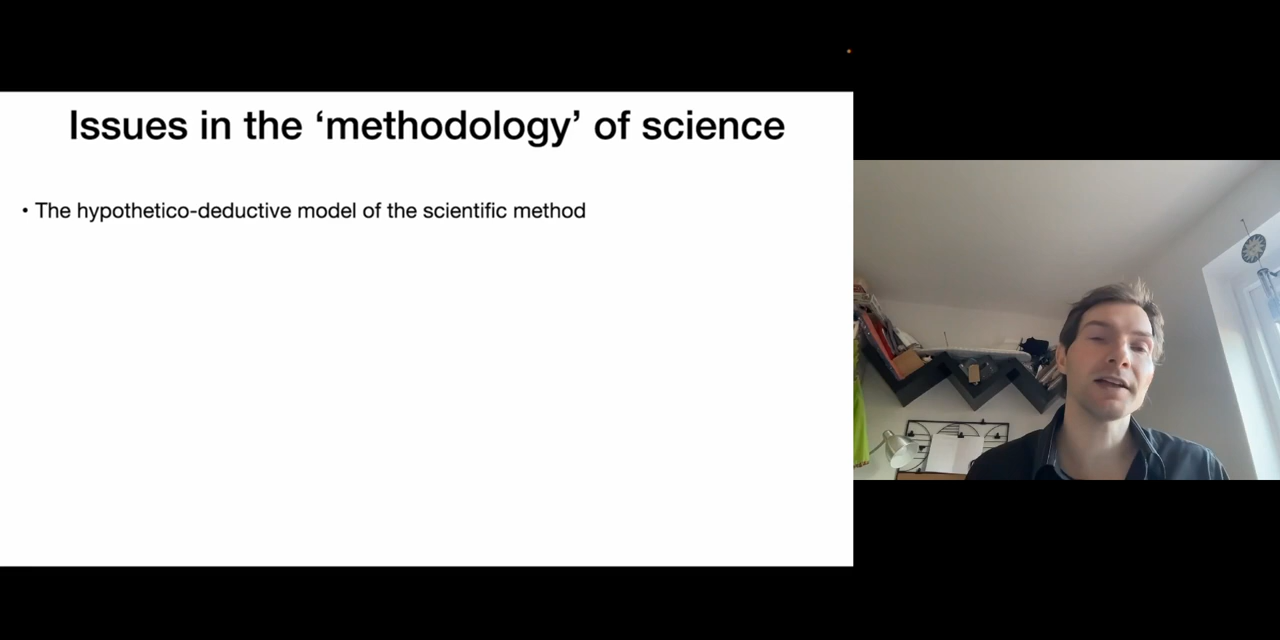 Issues in the ‘methodology’ of science
• The hypothetico-deductive model of the scientific method